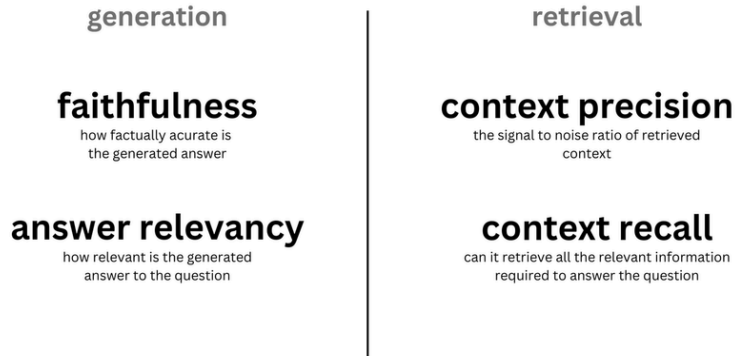 generation
faithfulness
how factually acurate is
the generated answer
answer relevancy
how relevant is the generated
answer to the question
retrieval
context precision
the signal to noise ratio of retrieved
context
context recall
can it retrieve all the relevant information
required to answer the question